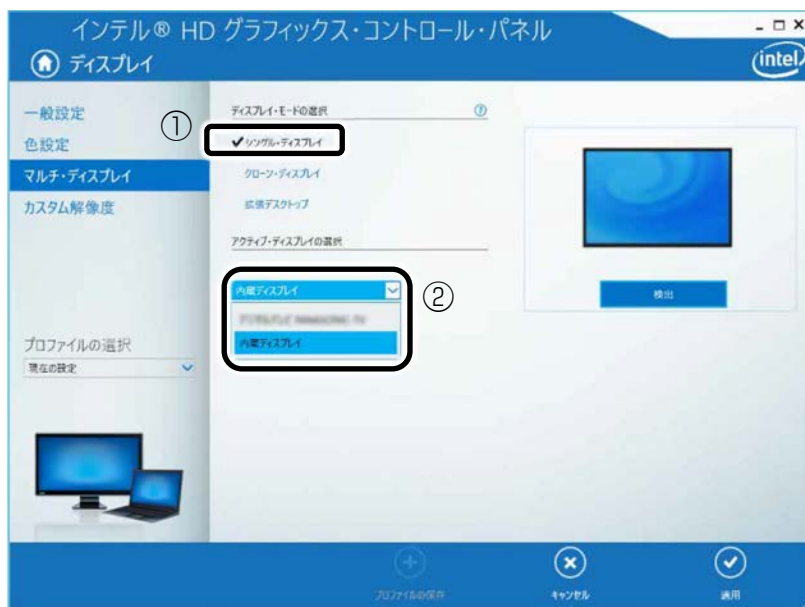 インテル® HD グラフィックス・コントロール・パネル
ディスプレイ
intel
一般設定
色設定
マルチ・ディスプレイ
カスタム解像度
プロファイルの選択
現在の設定
①
ディスプレイ・モードの選択
?
シングル・ディスプレイ
クローン・ディスプレイ
拡張デスクトップ
アクティブ・ディスプレイの選択
内蔵ディスプレイ
②
内蔵ディスプレイ
検出
プロファイルの保存
キャンセル
適用